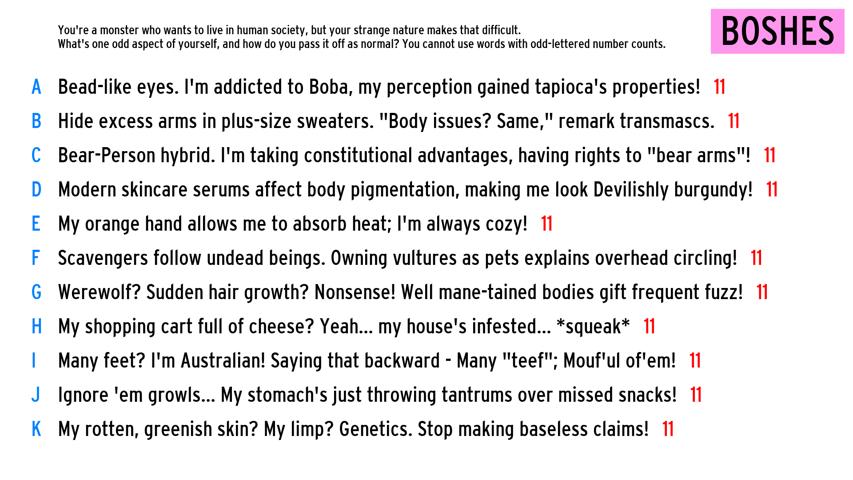 You're a monster who wants to live in human society, but your strange nature makes that difficult.
What's one odd aspect of yourself, and how do you pass it off as normal? You cannot use words with odd-lettered number counts.
BOSHES
A Bead-like eyes. I'm addicted to Boba, my perception gained tapioca's properties! 11
B Hide excess arms in plus-size sweaters. "Body issues? Same," remark transmascs. 11
C Bear-Person hybrid. I'm taking constitutional advantages, having rights to "bear arms"! 11
D Modern skincare serums affect body pigmentation, making me look Devilishly burgundy! 11
E My orange hand allows me to absorb heat; I'm always cozy! 11
F Scavengers follow undead beings. Owning vultures as pets explains overhead circling! 11
G Werewolf? Sudden hair growth? Nonsense! Well mane-tained bodies gift frequent fuzz! 11
H My shopping cart full of cheese? Yeah... my house's infested... *squeak* 11
I Many feet? I'm Australian! Saying that backward - Many "teef"; Mouf'ul of'em! 11
J Ignore 'em growls... My stomach's just throwing tantrums over missed snacks! 11
K My rotten, greenish skin? My limp? Genetics. Stop making baseless claims! 11